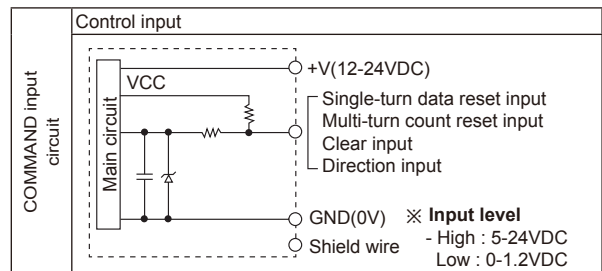 Control input
COMMAND input
circuit
Main circuit
VCC
+V(12-24VDC)
Single-turn data reset input
Multi-turn count reset input
Clear input
Direction input
GND(0V)
Shield wire
※ Input level
- High : 5-24VDC
Low : 0-1.2VDC